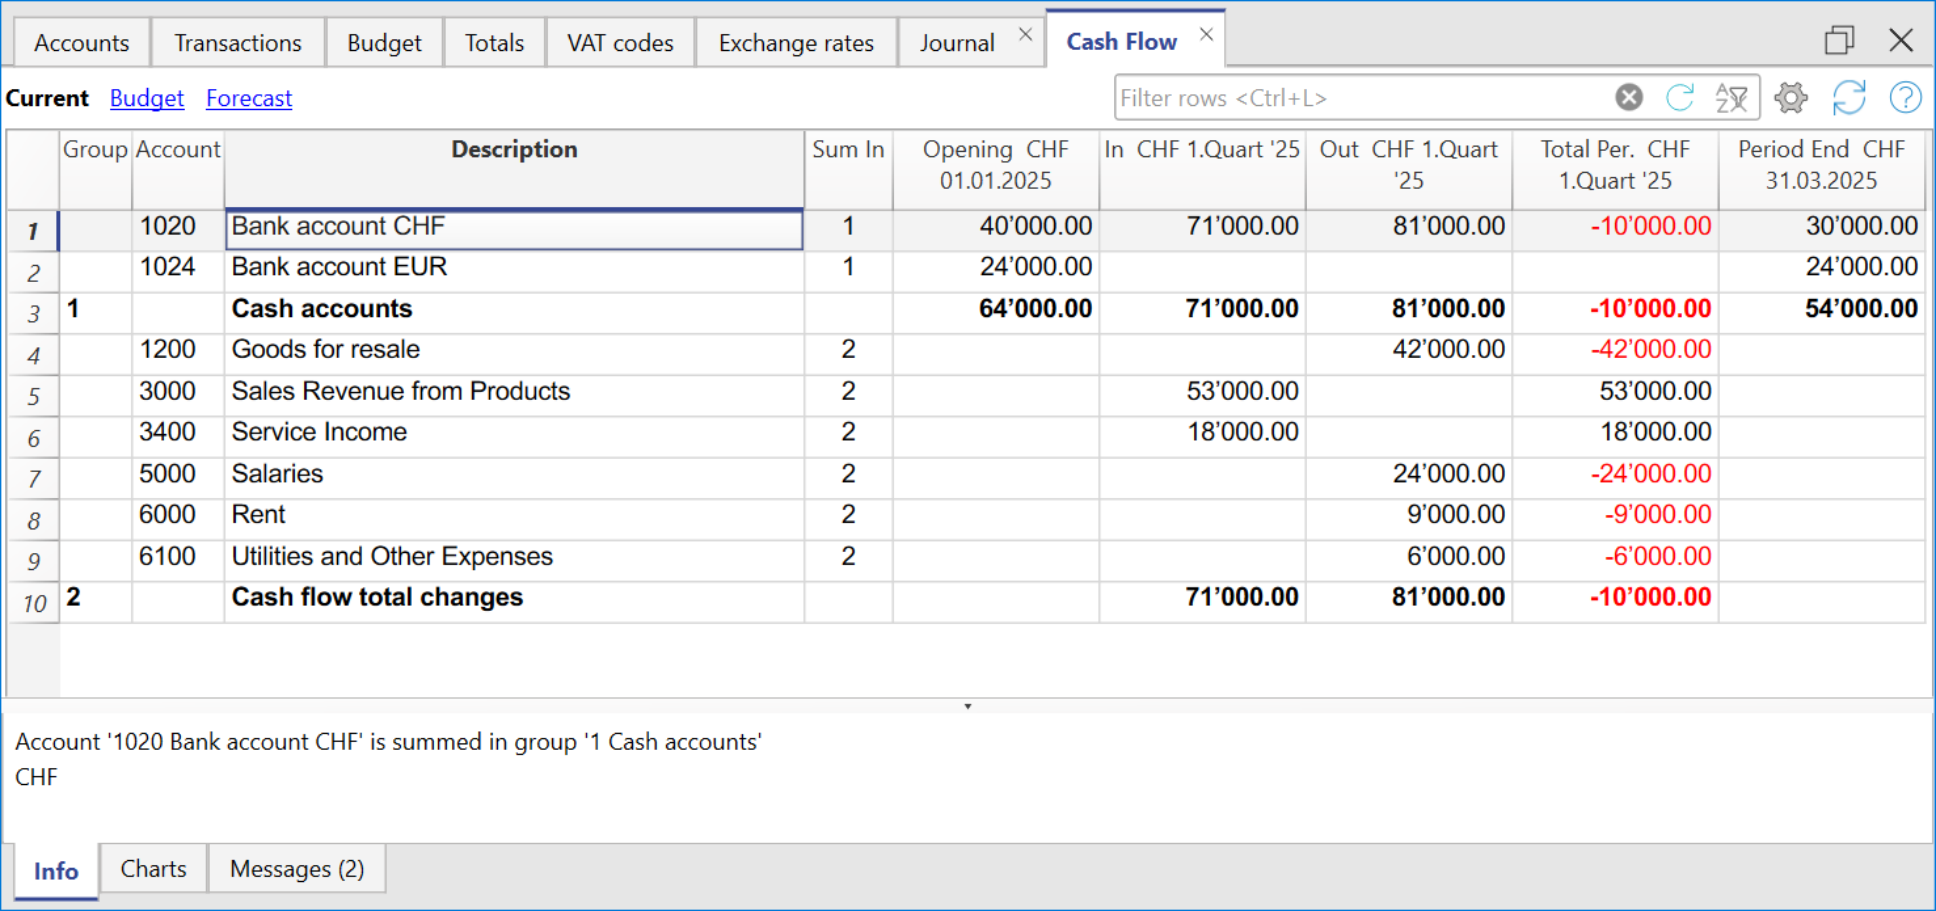 Accounts Transactions Budget Totals VAT codes Exchange rates Journal Cash Flow
Current Budget Forecast Filter rows <Ctrl+L>
Group Account Description Sum In Opening CHF 01.01.2025 In CHF 1.Quart '25 Out CHF 1.Quart '25 Total Per. CHF 1.Quart '25 Period End CHF 31.03.2025
1 1020 Bank account CHF 1 40’000.00 71’000.00 81’000.00 -10’000.00 30’000.00
2 1024 Bank account EUR 1 24’000.00 24’000.00
3 1 Cash accounts 64’000.00 71’000.00 81’000.00 -10’000.00 54’000.00
4 1200 Goods for resale 2 42’000.00 -42’000.00
5 3000 Sales Revenue from Products 2 53’000.00 53’000.00
6 3400 Service Income 2 18’000.00 18’000.00
7 5000 Salaries 2 24’000.00 -24’000.00
8 6000 Rent 2 9’000.00 -9’000.00
9 6100 Utilities and Other Expenses 2 6’000.00 -6’000.00
10 2 Cash flow total changes 71’000.00 81’000.00 -10’000.00
Account '1020 Bank account CHF' is summed in group '1 Cash accounts'
CHF
Info Charts Messages (2)